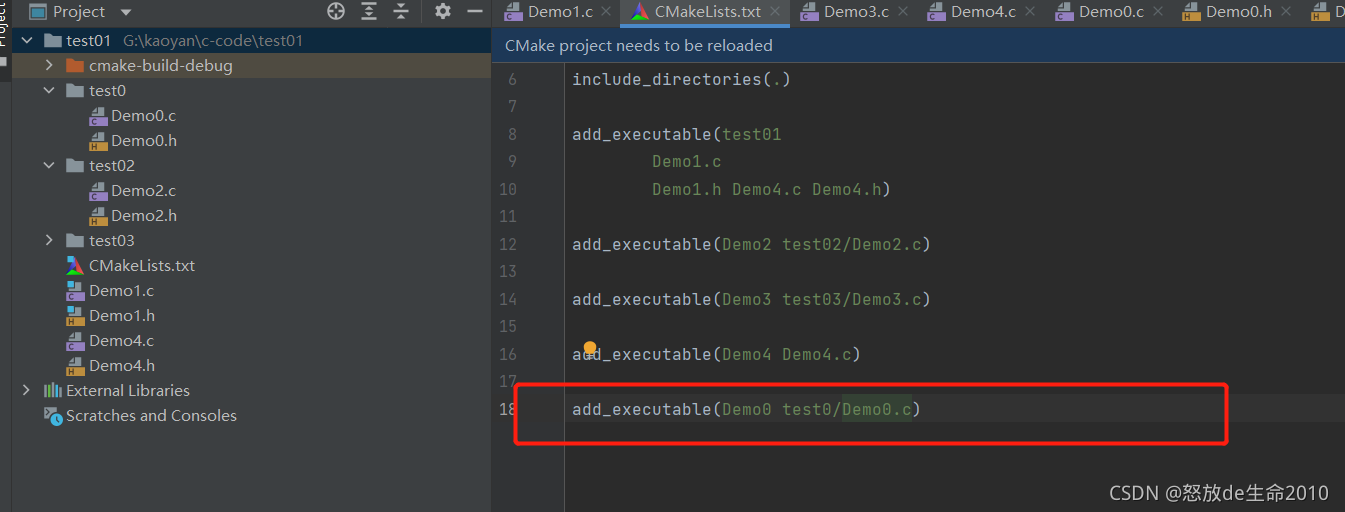 Project
Project
test01 G:\kaoyan\c-code\test01
cmake-build-debug
test0
Demo0.c
Demo0.h
test02
Demo2.c
Demo2.h
test03
CMakeLists.txt
Demo1.c
Demo1.h
Demo4.c
Demo4.h
External Libraries
Scratches and Consoles
Demo1.c CMakeLists.txt Demo3.c Demo4.c Demo0.c Demo0.h D
CMake project needs to be reloaded
6 include_directories(.)
7
8 add_executable(test01
9 Demo1.c
10 Demo1.h Demo4.c Demo4.h)
11
12 add_executable(Demo2 test02/Demo2.c)
13
14 add_executable(Demo3 test03/Demo3.c)
15
16 add_executable(Demo4 Demo4.c)
17
18 add_executable(Demo0 test0/Demo0.c)
CSDN @怒放de生命2010